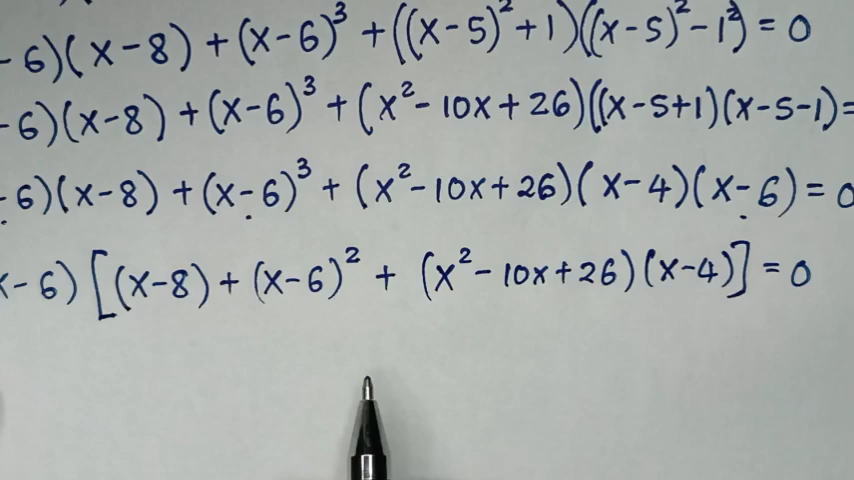 -6)(x-8)+(x-6)³+((x-5)²+1)((x-5)²-1²)=0
-6)(x-8)+(x-6)³+(x²-10x+26)((x-5+1)(x-5-1)=
-6)(x-8)+(x-6)³+(x²-10x+26)(x-4)(x-6)=0
x-6)[(x-8)+(x-6)²+(x²-10x+26)(x-4)]=0